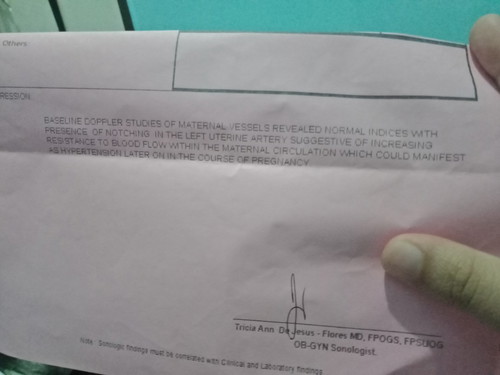 Others
RESSION
BASELINE DOPPLER STUDIES OF MATERNAL VESSELS REVEALED NORMAL INDICES WITH
PRESENCE OF NOTCHING IN THE LEFT UTERINE ARTERY SUGGESTIVE OF INCREASING
RESISTANCE TO BLOOD FLOW WITHIN THE MATERNAL CIRCULATION WHICH COULD MANIFEST
AS HYPERTENSION LATER ON IN THE COURSE OF PREGNANCY
Tricia Ann De Jesus - Flores MD, FPOGS, FPSUOG
OB-GYN Sonologist.
Note : Sonologic findings must be correlated with Clinical and Laboratory findings